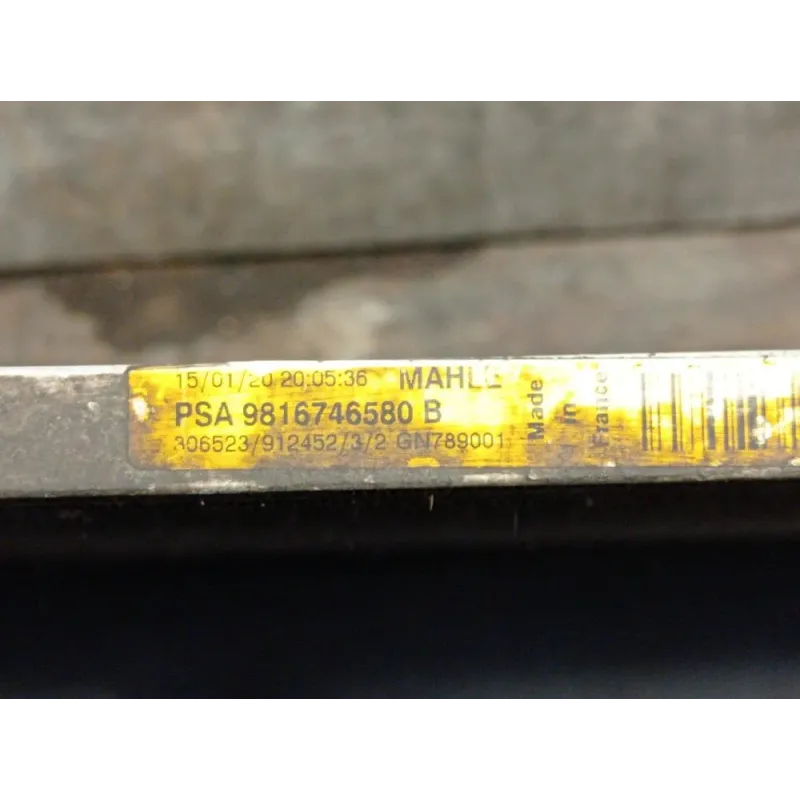 15/01/20 20:05:36 MAHLE
PSA 9816746580 B
306523/912452/3/2 GN789001
Made
in
France